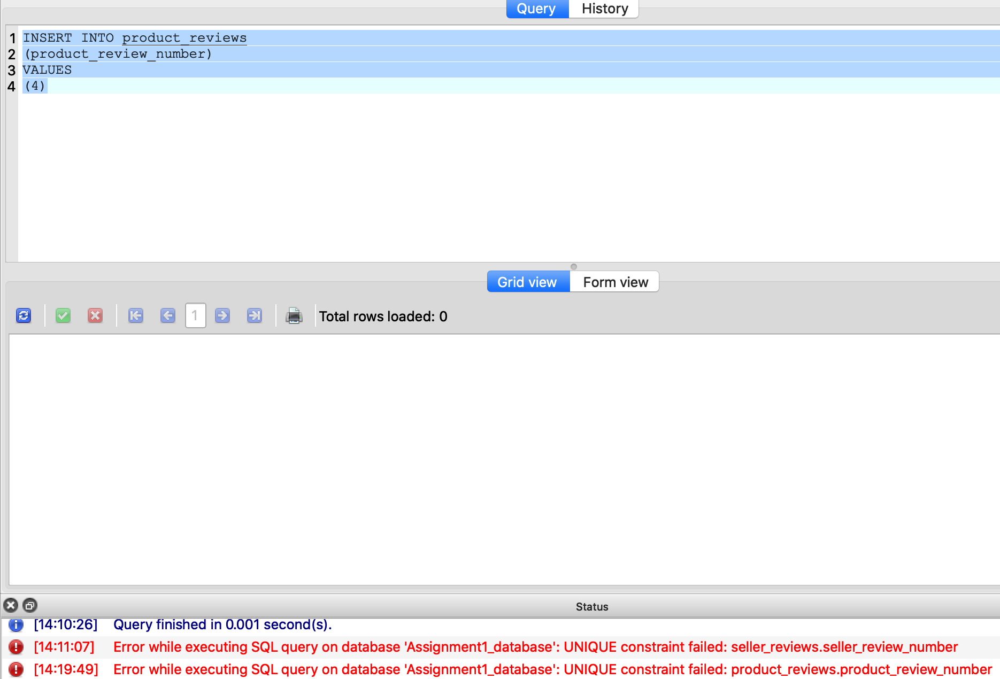 Query History
1 INSERT INTO product_reviews
2 (product_review_number)
3 VALUES
4 (4)
Grid view Form view
1 Total rows loaded: 0
Status
[14:10:26] Query finished in 0.001 second(s).
[14:11:07] Error while executing SQL query on database 'Assignment1_database': UNIQUE constraint failed: seller_reviews.seller_review_number
[14:19:49] Error while executing SQL query on database 'Assignment1_database': UNIQUE constraint failed: product_reviews.product_review_number